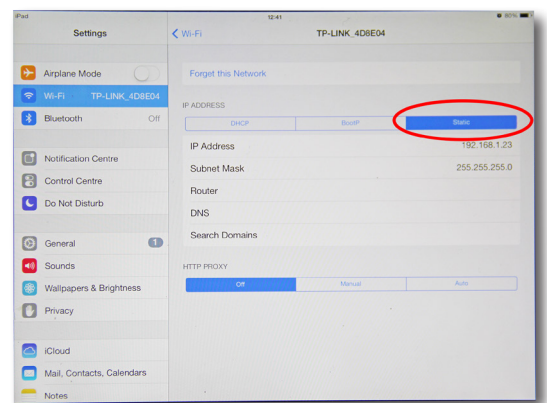 iPad 12:41 80%
Settings
Wi-Fi TP-LINK_4D8E04
Airplane Mode
Wi-Fi TP-LINK_4D8E04
Bluetooth Off
Notification Centre
Control Centre
Do Not Disturb
General 1
Sounds
Wallpapers & Brightness
Privacy
iCloud
Mail, Contacts, Calendars
Notes
Forget this Network
IP ADDRESS
DHCP BootP Static
IP Address 192.168.1.23
Subnet Mask 255.255.255.0
Router
DNS
Search Domains
HTTP PROXY
Off Manual Auto